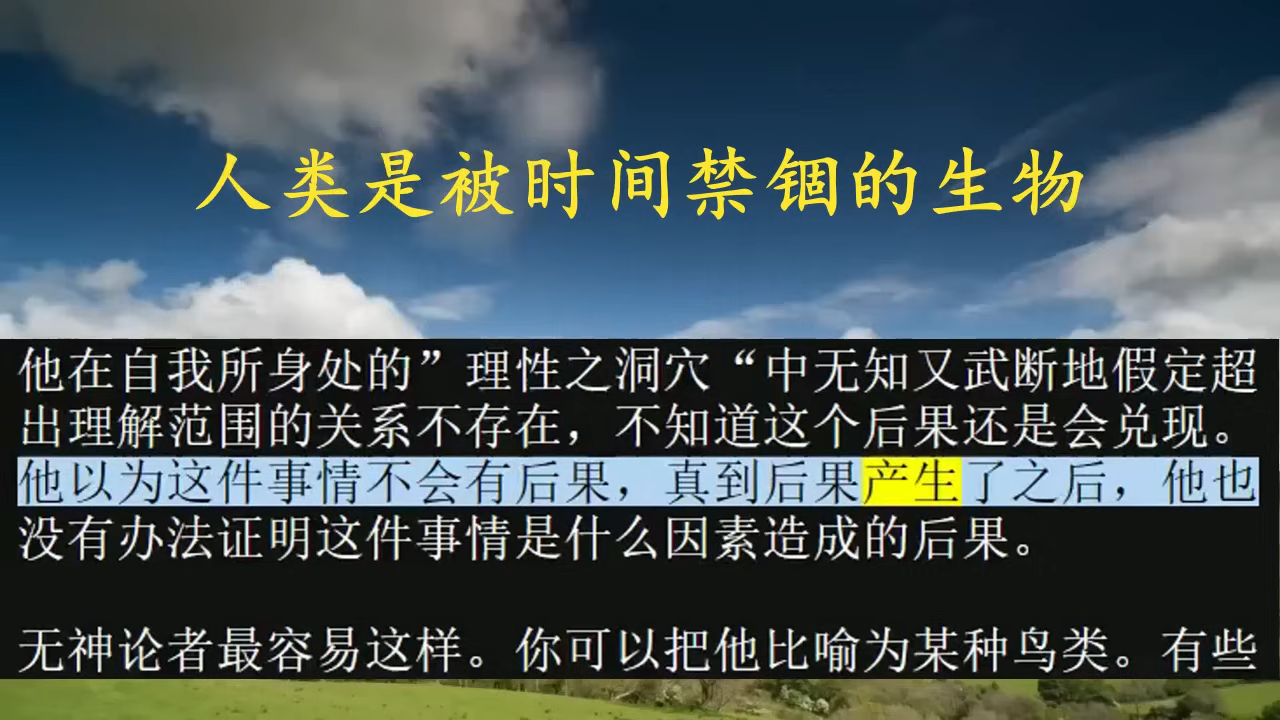 人类是被时间禁锢的生物
他在自我所身处的”理性之洞穴“中无知又武断地假定超
出理解范围的关系不存在，不知道这个后果还是会兑现。
他以为这件事情不会有后果，真到后果产生了之后，他也
没有办法证明这件事情是什么因素造成的后果。
无神论者最容易这样。你可以把他比喻为某种鸟类。有些